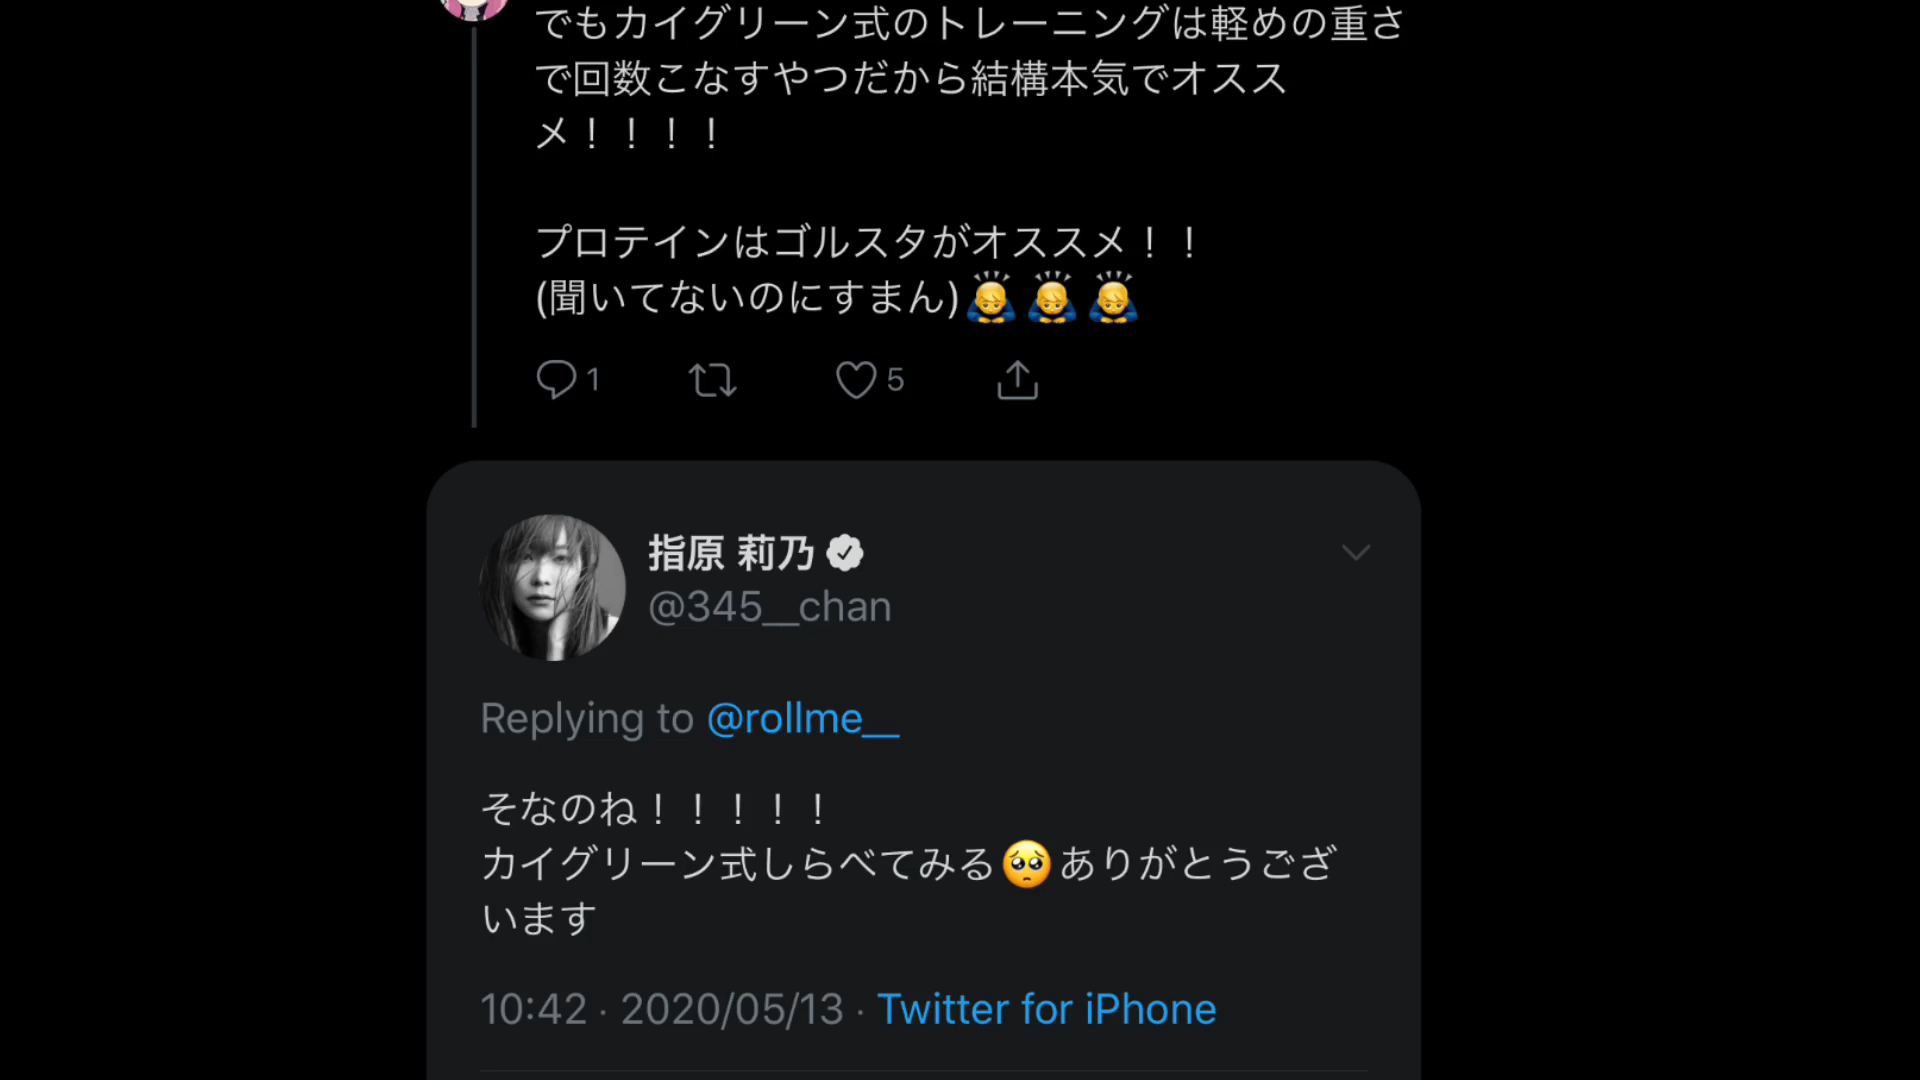 でもカイグリーン式のトレーニングは軽めの重さ
で回数こなすやつだから結構本気でオスス
メ！！！！
プロテインはゴルスタがオススメ！！
(聞いてないのにすまん)🙇🙇🙇
1
5
指原 莉乃
@345__chan
Replying to @rollme__
そなのね！！！！！
カイグリーン式しらべてみる🥺ありがとうござ
います
10:42 · 2020/05/13 · Twitter for iPhone